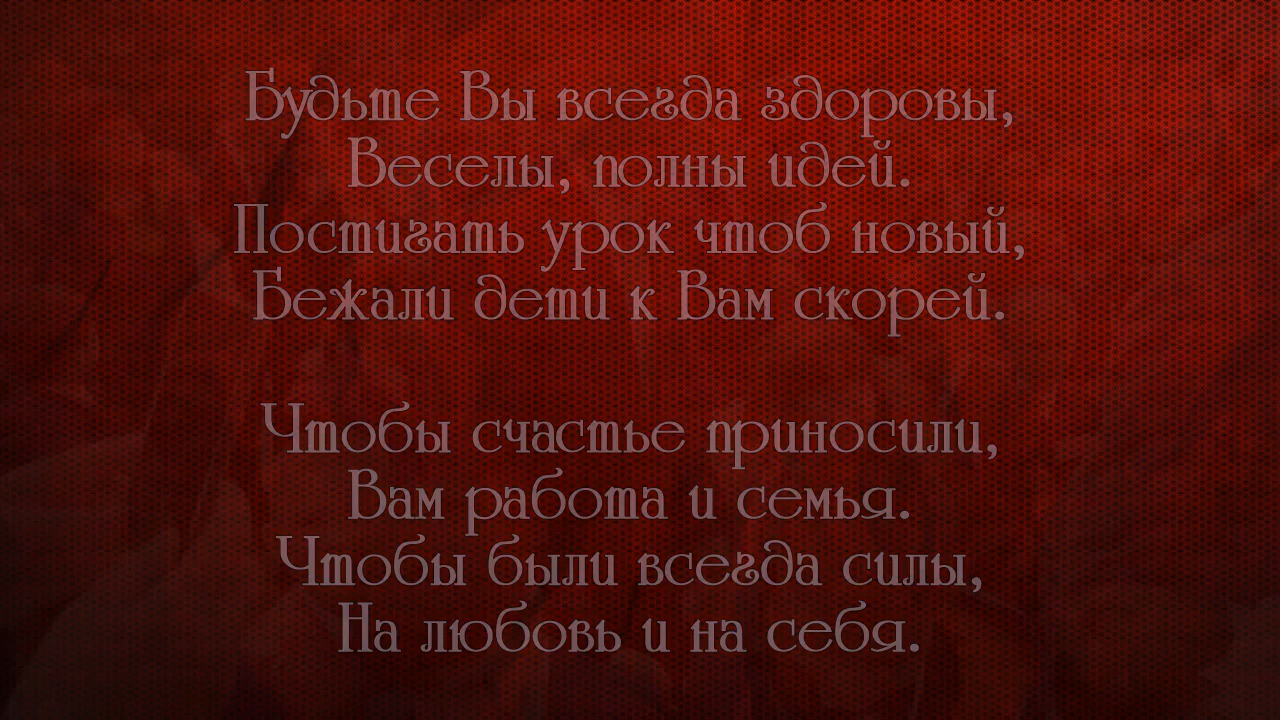 Будьте Вы всегда здоровы,
Веселы, полны идей.
Постигать урок чтоб новый,
Бежали дети к Вам скорей.
Чтобы счастье приносили,
Вам работа и семья.
Чтобы были всегда силы,
На любовь и на себя.